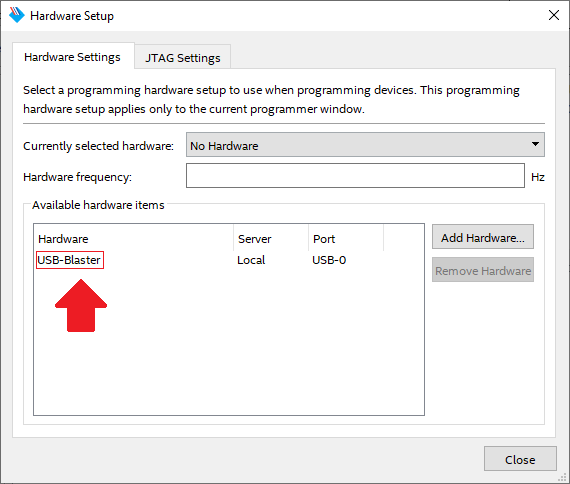 Hardware Setup
Hardware Settings
JTAG Settings
Select a programming hardware setup to use when programming devices. This programming
hardware setup applies only to the current programmer window.
Currently selected hardware: No Hardware
Hardware frequency: Hz
Available hardware items
Hardware Server Port
USB-Blaster Local USB-0
Add Hardware...
Remove Hardware
Close